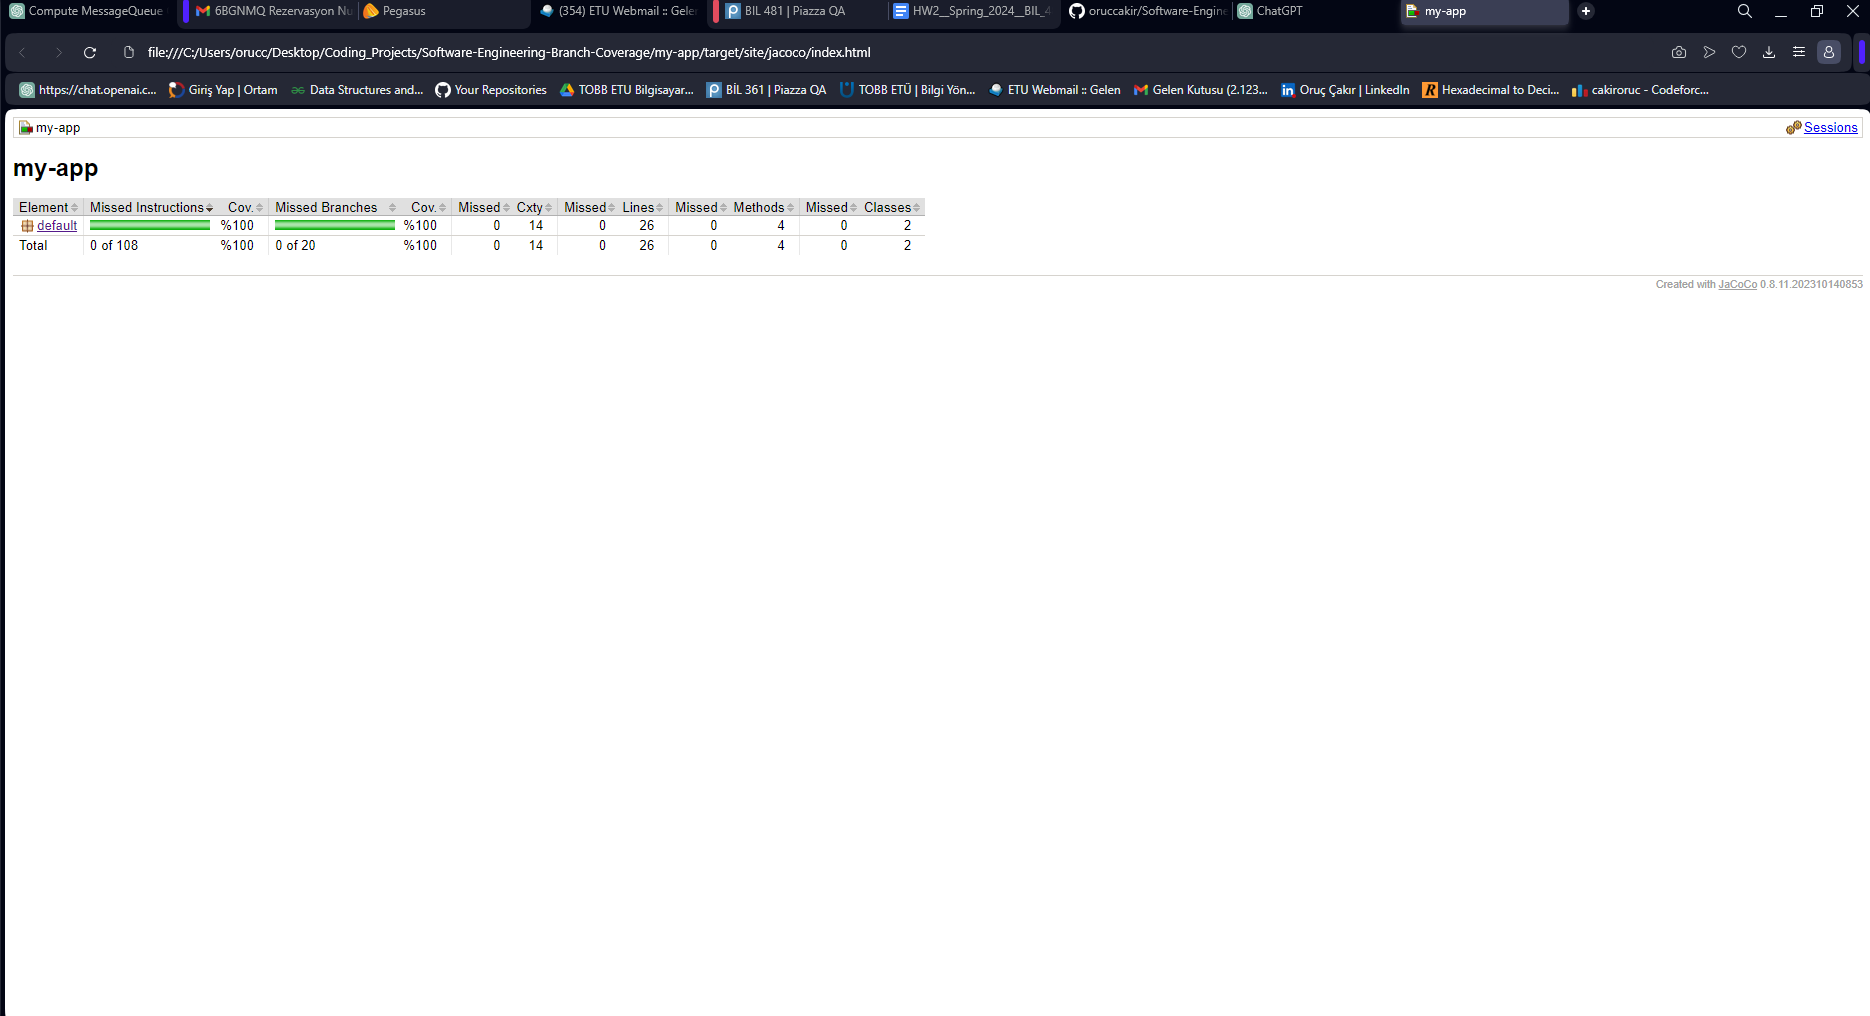 Compute MessageQueue
6BGNMQ Rezervasyon Nu
Pegasus
(354) ETU Webmail :: Gele
BIL 481 | Piazza QA
HW2__Spring_2024__BIL_4
oruccakir/Software-Engine
ChatGPT
my-app
file:///C:/Users/orucc/Desktop/Coding_Projects/Software-Engineering-Branch-Coverage/my-app/target/site/jacoco/index.html
https://chat.openai.c...
Giriş Yap | Ortam
Data Structures and...
Your Repositories
TOBB ETU Bilgisayar...
BİL 361 | Piazza QA
TOBB ETÜ | Bilgi Yön...
ETU Webmail :: Gelen
Gelen Kutusu (2.123...
Oruç Çakır | LinkedIn
Hexadecimal to Deci...
cakiroruc - Codeforc...
my-app
Sessions
my-app
Element Missed Instructions Cov. Missed Branches Cov. Missed Cxty Missed Lines Missed Methods Missed Classes
default %100 %100 0 14 0 26 0 4 0 2
Total 0 of 108 %100 0 of 20 %100 0 14 0 26 0 4 0 2
Created with JaCoCo 0.8.11.202310140853